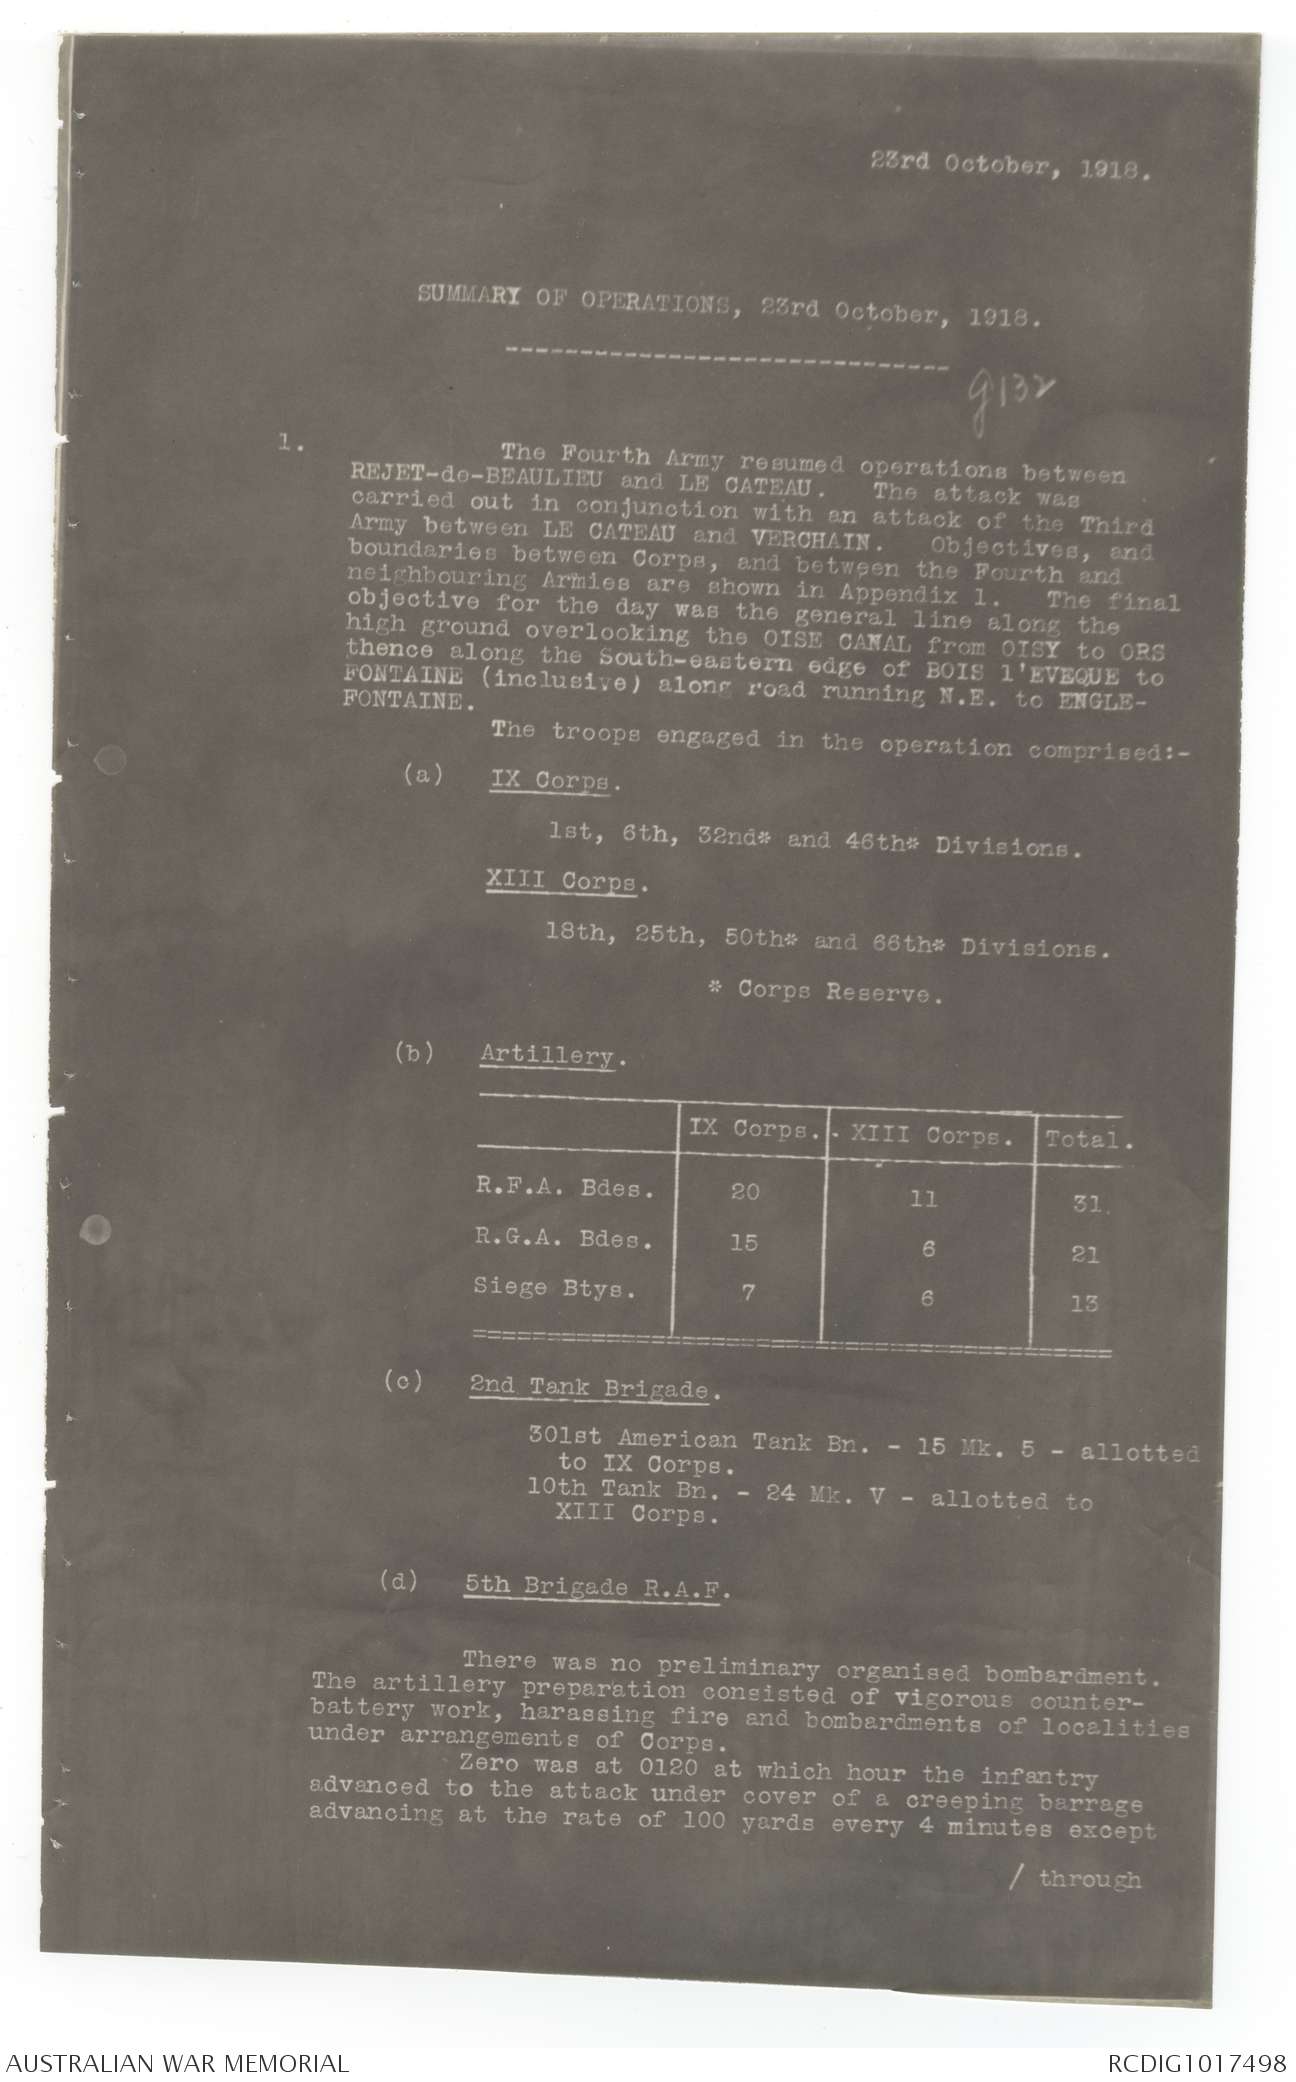 23rd October, 1918.
SUMMARY OF OPERATIONS, 23rd October, 1918.
------------------------------
g132
1. The Fourth Army resumed operations between
REJET-de-BEAULIEU and LE CATEAU. The attack was
carried out in conjunction with an attack of the Third
Army between LE CATEAU and VERCHAIN. Objectives, and
boundaries between Corps, and between the Fourth and
neighbouring Armies are shown in Appendix 1. The final
objective for the day was the general line along the
high ground overlooking the OISE CANAL from OISY to ORS
thence along the South-eastern edge of BOIS l'EVEQUE to
FONTAINE (inclusive) along road running N.E. to ENGLE-
FONTAINE.
The troops engaged in the operation comprised:-
(a) IX Corps.
1st, 6th, 32nd* and 46th* Divisions.
XIII Corps.
18th, 25th, 50th* and 66th* Divisions.
* Corps Reserve.
(b) Artillery.
IX Corps. XIII Corps. Total.
R.F.A. Bdes. 20 11 31
R.G.A. Bdes. 15 6 21
Siege Btys. 7 6 13
(c) 2nd Tank Brigade.
301st American Tank Bn. - 15 Mk. 5 - allotted
to IX Corps.
10th Tank Bn. - 24 Mk. V - allotted to
XIII Corps.
(d) 5th Brigade R.A.F.
There was no preliminary organised bombardment.
The artillery preparation consisted of vigorous counter-
battery work, harassing fire and bombardments of localities
under arrangements of Corps.
Zero was at 0120 at which hour the infantry
advanced to the attack under cover of a creeping barrage
advancing at the rate of 100 yards every 4 minutes except
/ through
AUSTRALIAN WAR MEMORIAL
RCDIG1017498